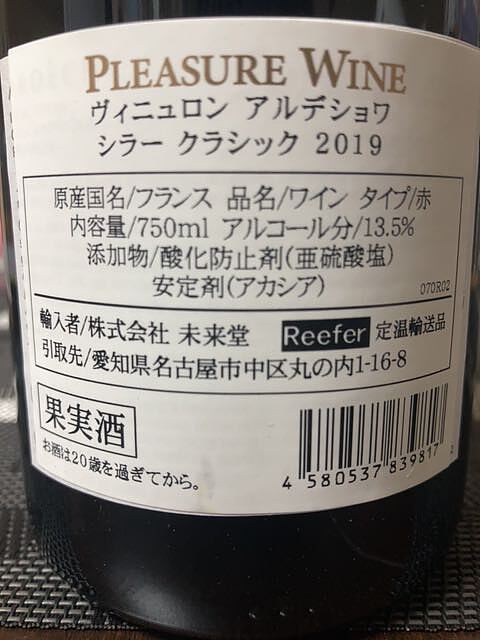 PLEASURE WINE
ヴィニュロン アルデショワ
シラー クラシック 2019
原産国名/フランス 品名/ワイン タイプ/赤
内容量/750ml アルコール分/13.5%
添加物/酸化防止剤(亜硫酸塩)
安定剤(アカシア)
070R02
輸入者/株式会社 未来堂 Reefer 定温輸送品
引取先/愛知県名古屋市中区丸の内1-16-8
果実酒
お酒は20歳を過ぎてから。
4 580537 839817 2